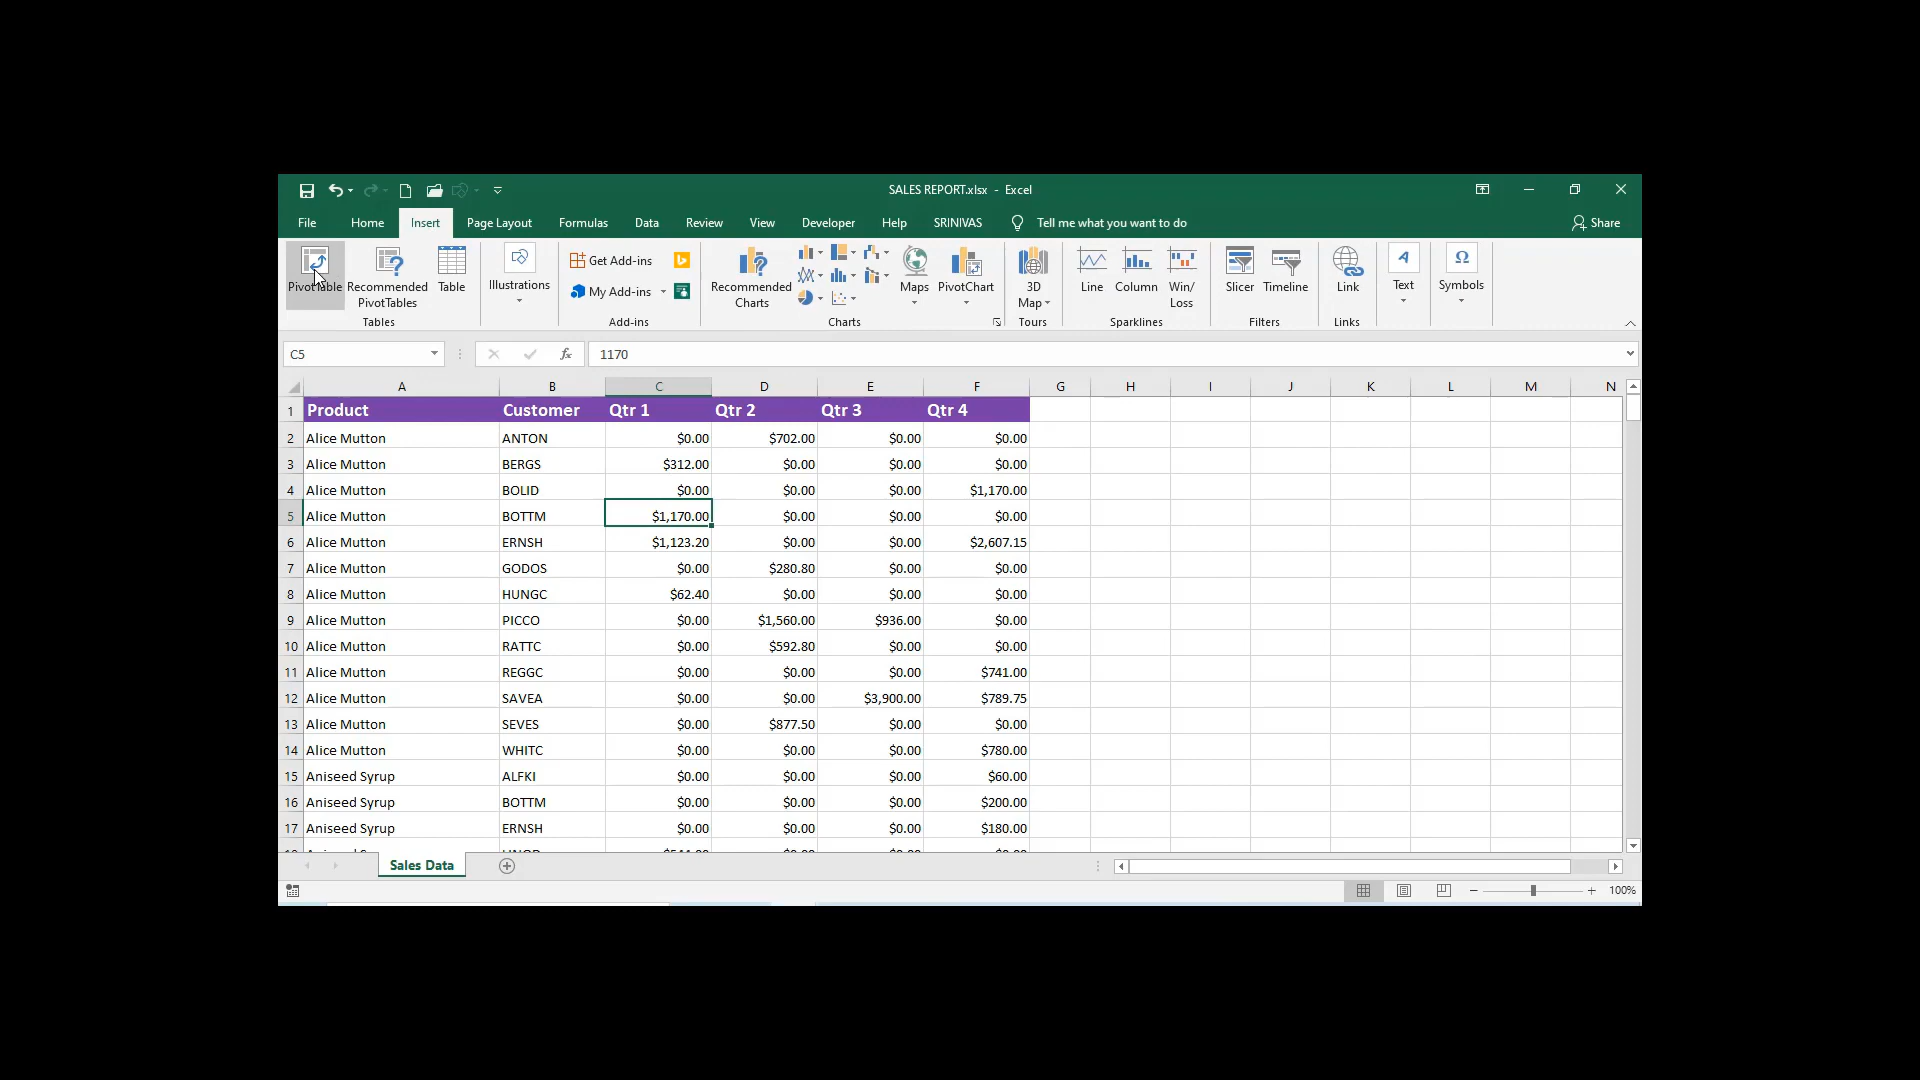 SALES REPORT.xlsx - Excel
File Home Insert Page Layout Formulas Data Review View Developer Help SRINIVAS Tell me what you want to do Share
PivotTable
Recommended
PivotTables
Table
Tables
Illustrations
Get Add-ins
My Add-ins
Add-ins
Recommended
Charts
Maps
PivotChart
Charts
3D
Map
Tours
Line
Column
Win/
Loss
Sparklines
Slicer
Timeline
Filters
Link
Links
Text
Symbols
C5 fx 1170
A B C D E F G H I J K L M N
1 Product Customer Qtr 1 Qtr 2 Qtr 3 Qtr 4
2 Alice Mutton ANTON $0.00 $702.00 $0.00 $0.00
3 Alice Mutton BERGS $312.00 $0.00 $0.00 $0.00
4 Alice Mutton BOLID $0.00 $0.00 $0.00 $1,170.00
5 Alice Mutton BOTTM $1,170.00 $0.00 $0.00 $0.00
6 Alice Mutton ERNSH $1,123.20 $0.00 $0.00 $2,607.15
7 Alice Mutton GODOS $0.00 $280.80 $0.00 $0.00
8 Alice Mutton HUNGC $62.40 $0.00 $0.00 $0.00
9 Alice Mutton PICCO $0.00 $1,560.00 $936.00 $0.00
10 Alice Mutton RATTC $0.00 $592.80 $0.00 $0.00
11 Alice Mutton REGGC $0.00 $0.00 $0.00 $741.00
12 Alice Mutton SAVEA $0.00 $0.00 $3,900.00 $789.75
13 Alice Mutton SEVES $0.00 $877.50 $0.00 $0.00
14 Alice Mutton WHITC $0.00 $0.00 $0.00 $780.00
15 Aniseed Syrup ALFKI $0.00 $0.00 $0.00 $60.00
16 Aniseed Syrup BOTTM $0.00 $0.00 $0.00 $200.00
17 Aniseed Syrup ERNSH $0.00 $0.00 $0.00 $180.00
Sales Data
100%